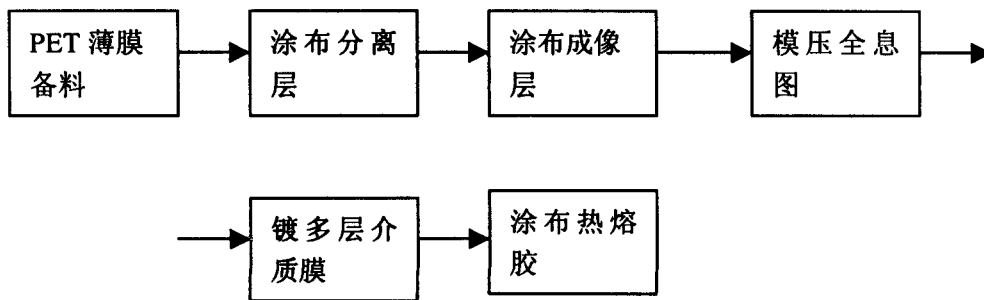 PET 薄膜
备料
涂布分离
层
涂布成像
层
模压全息
图
镀多层介
质膜
涂布热熔
胶